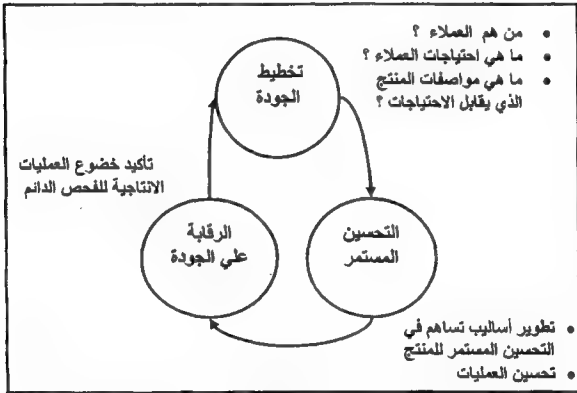 • من هم العملاء ؟
• ما هي احتياجات العملاء ؟
• ما هي مواصفات المنتج
الذي يقابل الاحتياجات ؟
تخطيط
الجودة
تأكيد خضوع العمليات
الانتاجية للفحص الدائم
الرقابة
علي الجودة
التحسين
المستمر
• تطوير أساليب تساهم في
التحسين المستمر للمنتج
• تحسين العمليات